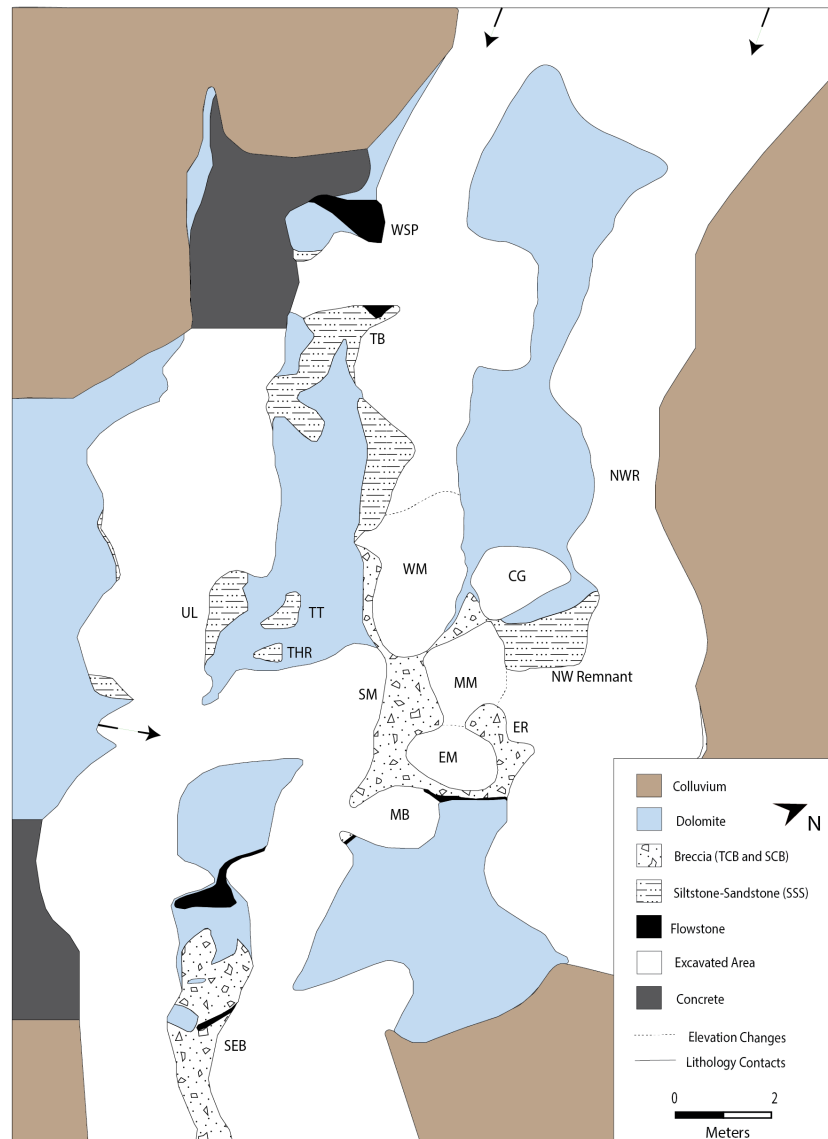 WSP
TB
NWR
WM
CG
UL
TT
THR
NW Remnant
SM
MM
ER
EM
MB
SEB
Colluvium
Dolomite
N
Breccia (TCB and SCB)
Siltstone-Sandstone (SSS)
Flowstone
Excavated Area
Concrete
Elevation Changes
Lithology Contacts
0 2
Meters